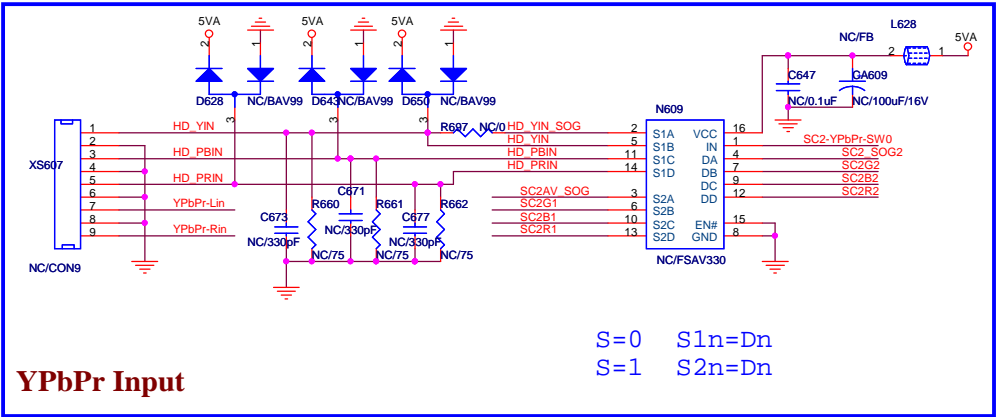 5VA 5VA 5VA
2 1 2 1 2 1
D628 NC/BAV99 D643 NC/BAV99 D650 NC/BAV99
3 3 3
L628
NC/FB 2 1 5VA
C647 GA609
NC/0.1uF NC/100uF/16V
XS607
1 HD_YIN
2
3 HD_PBIN
4
5 HD_PRIN
6
7 YPbPr-Lin
8
9 YPbPr-Rin
NC/CON9
R697 NC/0
C673 R660 C671 R661 C677 R662
NC/330pF NC/330pF NC/330pF
NC/75 NC/75 NC/75
N609
HD_YIN_SOG 2 S1A VCC 16
HD_YIN 5 S1B IN 1 SC2-YPbPr-SW0
HD_PBIN 11 S1C DA 4 SC2_SOG2
HD_PRIN 14 S1D DB 7 SC2G2
DC 9 SC2B2
SC2AV_SOG 3 S2A DD 12 SC2R2
SC2G1 6 S2B
SC2B1 10 S2C EN# 15
SC2R1 13 S2D GND 8
NC/FSAV330
S=0 S1n=Dn
S=1 S2n=Dn
YPbPr Input